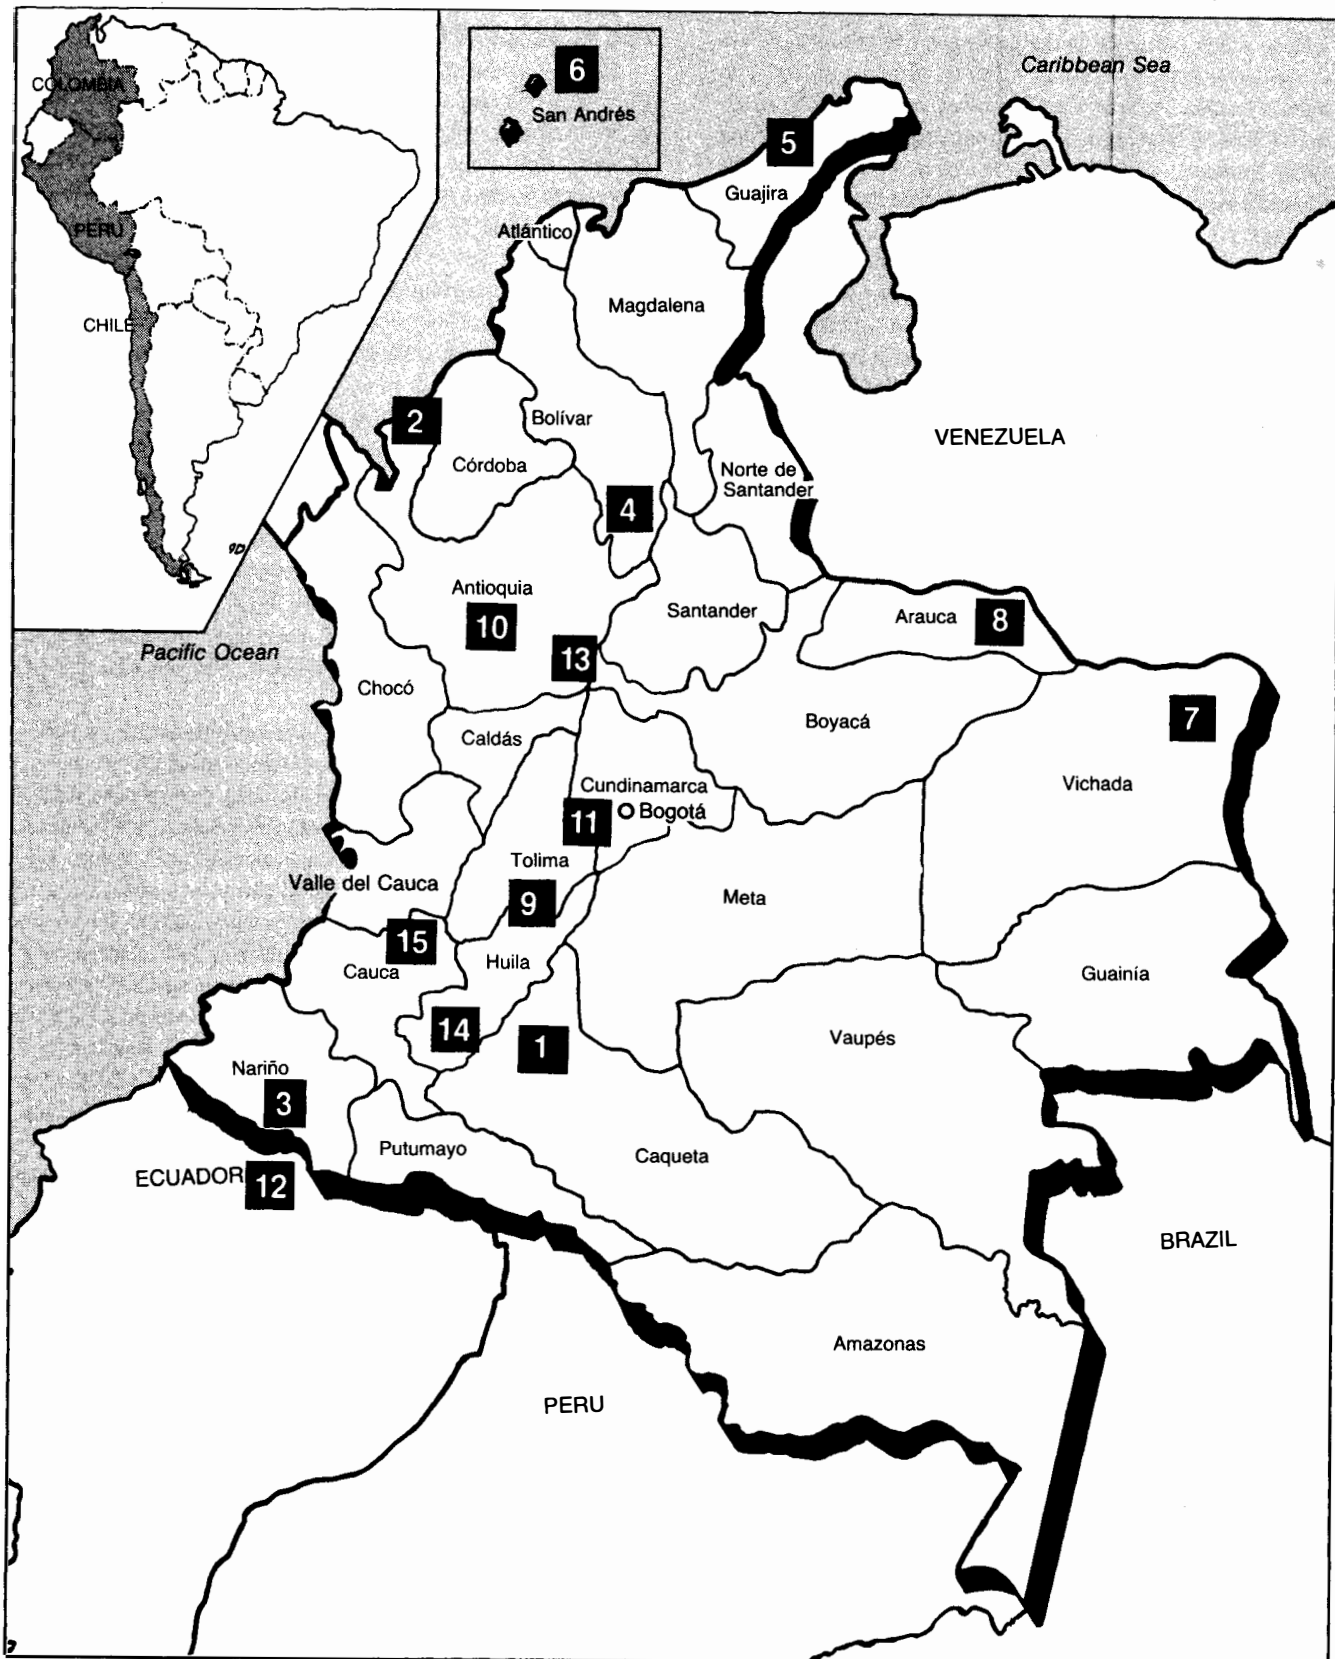 COLOMBIA
PERU
CHILE
6
San Andrés
Caribbean Sea
5
Guajira
Atlántico
Magdalena
2
Bolívar
VENEZUELA
Córdoba
Norte de
Santander
4
Antioquia
10
Santander
Arauca
8
Pacific Ocean
13
Chocó
7
Boyacá
Caldás
Vichada
Cundinamarca
Bogotá
11
Tolima
Valle del Cauca
Meta
9
15
Cauca
Huila
Guainía
14
1
Vaupés
Nariño
3
Putumayo
Caqueta
ECUADOR
12
BRAZIL
Amazonas
PERU